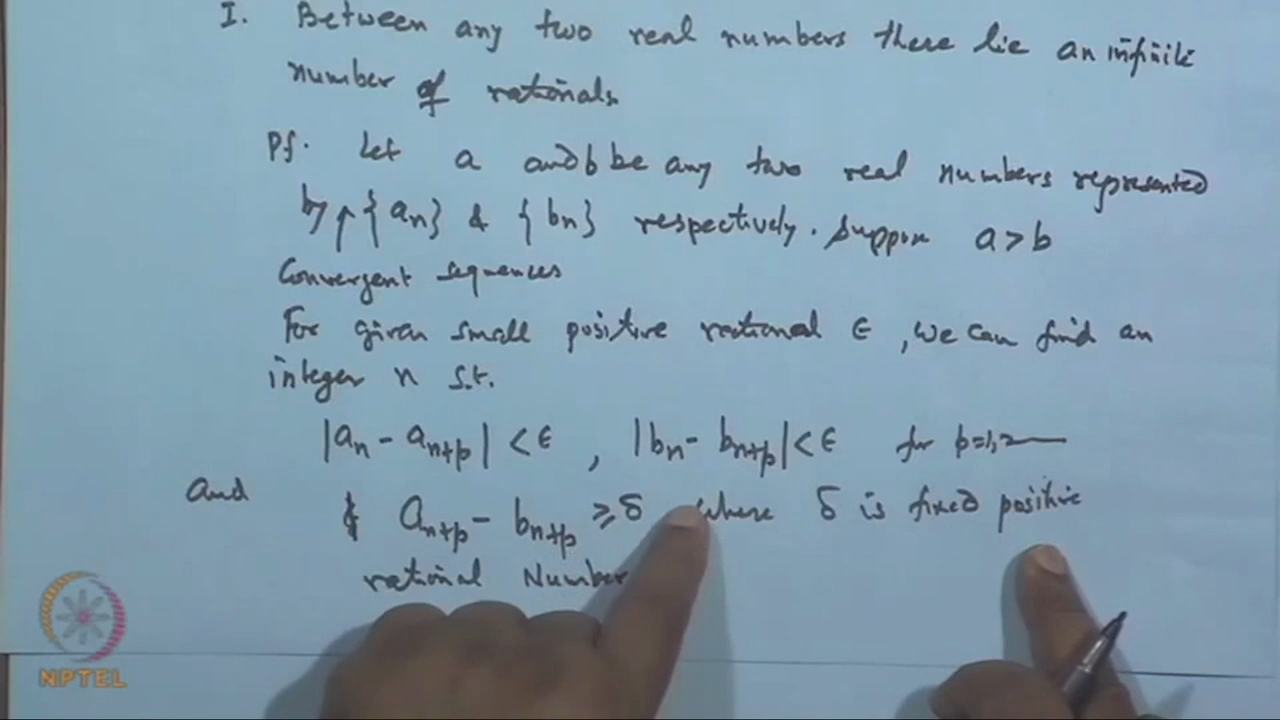 I. Between any two real numbers there lie an infinite
number of rationals.
Pf. Let a and b be any two real numbers represented
by ↑ {an} & {bn} respectively. Suppose a > b
Convergent sequences
For given small positive rational ϵ, we can find an
integer n s.t.
|an - an+p| < ϵ , |bn - bn+p| < ϵ for p=1,2—
And & an+p - bn+p ≥ δ where δ is fixed positive
rational Number
NPTEL